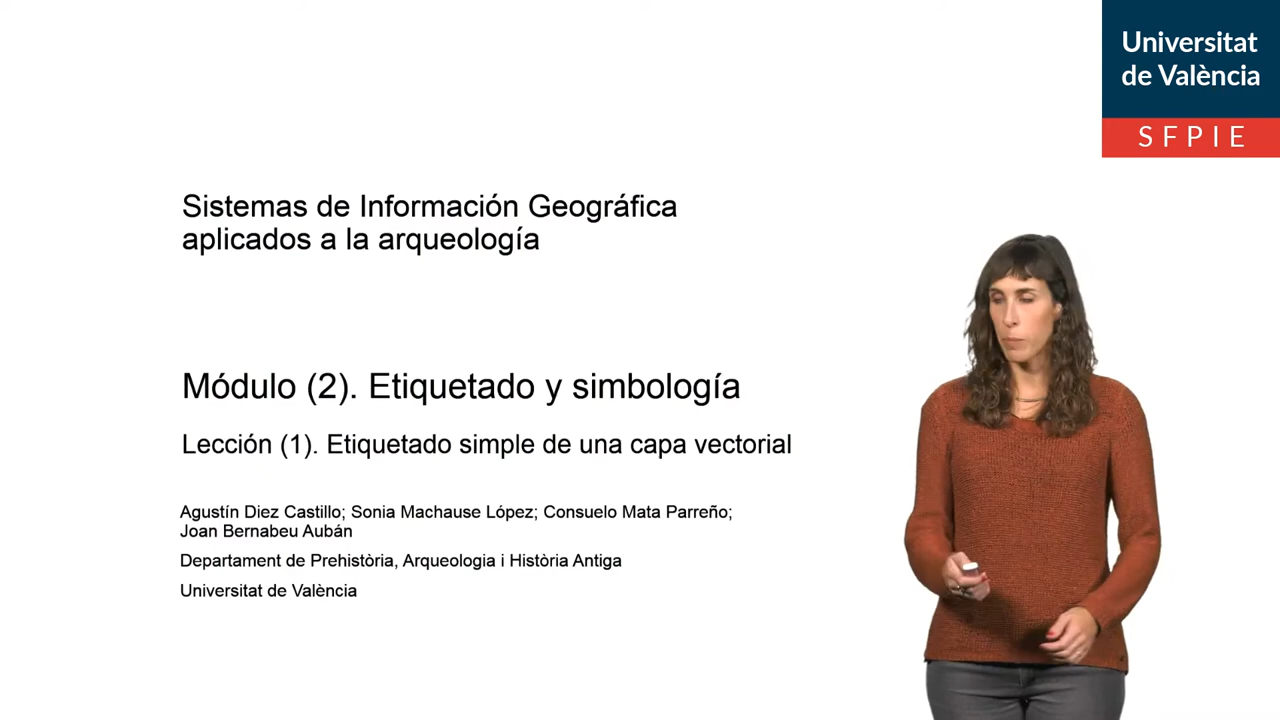 Universitat
de València
SFPIE
Sistemas de Información Geográfica
aplicados a la arqueología
Módulo (2). Etiquetado y simbología
Lección (1). Etiquetado simple de una capa vectorial
Agustín Diez Castillo; Sonia Machause López; Consuelo Mata Parreño;
Joan Bernabeu Aubán
Departament de Prehistòria, Arqueologia i Història Antiga
Universitat de València